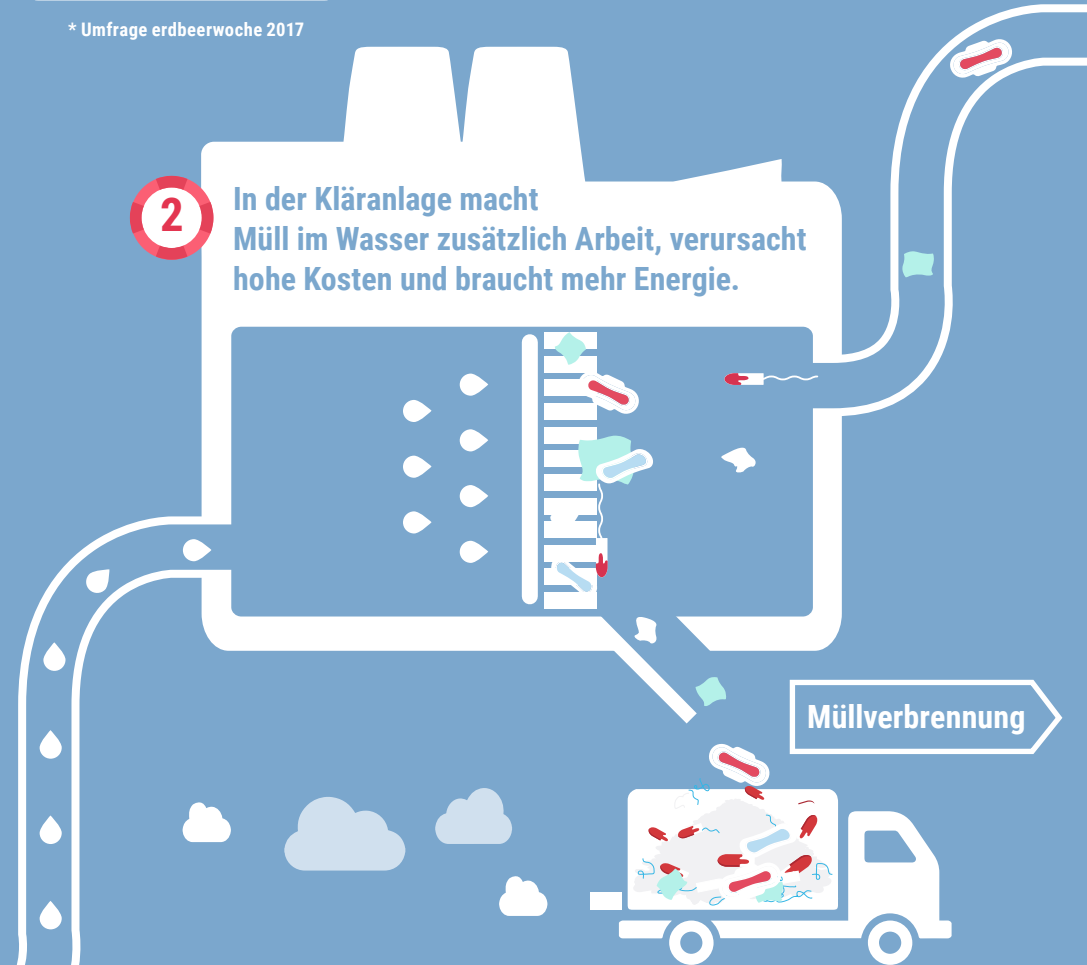 * Umfrage erdbeerwoche 2017
2
In der Kläranlage macht
Müll im Wasser zusätzlich Arbeit, verursacht
hohe Kosten und braucht mehr Energie.
Müllverbrennung